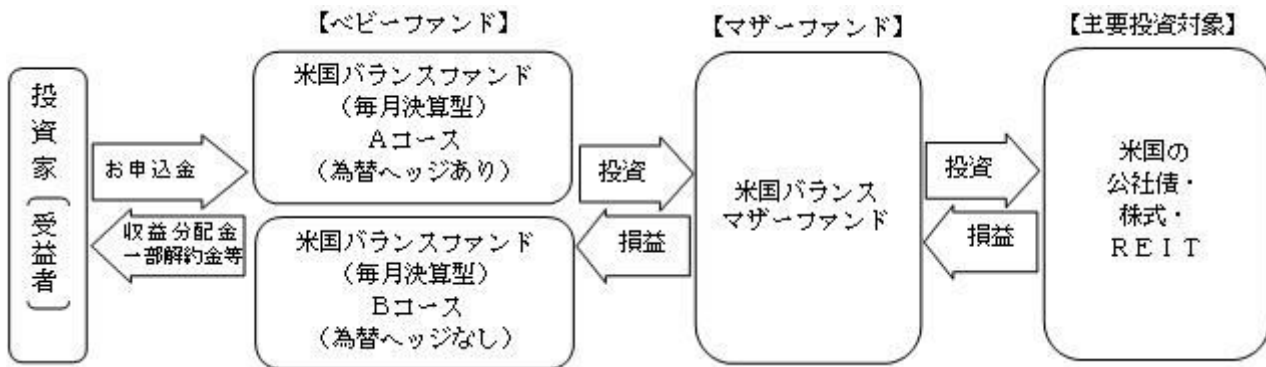 【ベビーファンド】
【マザーファンド】
【主要投資対象】
投資家
受益者
お申込金
収益分配金
一部解約金等
米国バランスファンド
(毎月決算型)
Aコース
(為替ヘッジあり)
米国バランスファンド
(毎月決算型)
Bコース
(為替ヘッジなし)
投資
損益
米国バランス
マザーファンド
投資
損益
米国の
公社債・
株式・
REIT